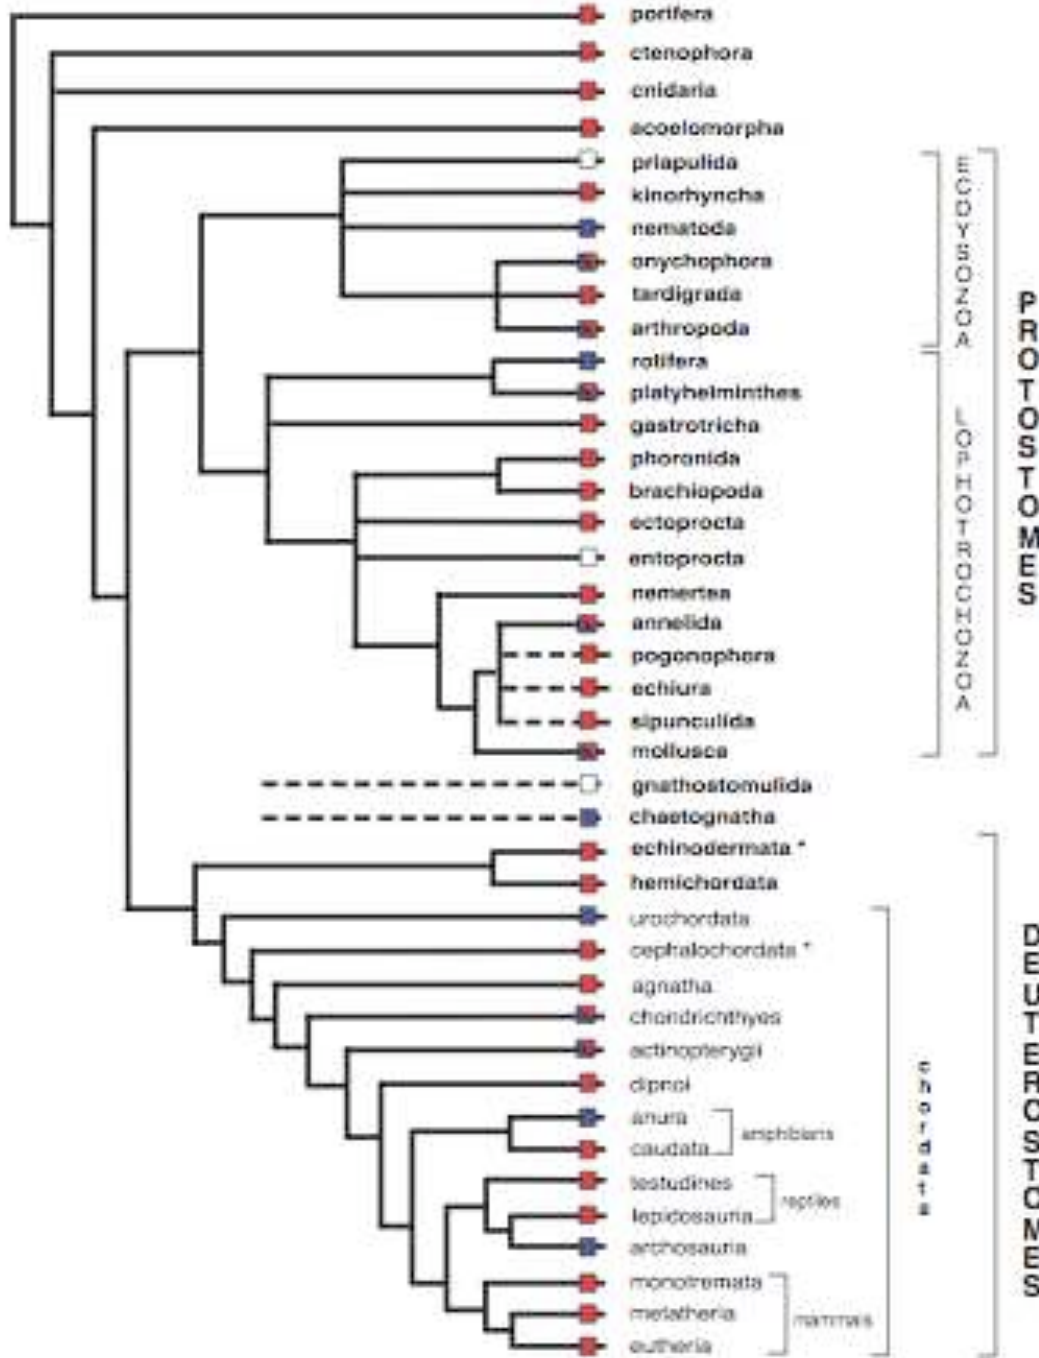 porifera
ctenophora
cnidaria
acoelomorpha
priapulida
kinorhyncha
nematoda
onychophora
tardigrada
arthropoda
rotifera
platyhelminthes
gastrotricha
phoronida
brachiopoda
ectoprocta
entoprocta
nemertea
annelida
pogonophora
echiura
sipunculida
mollusca
gnathostomulida
chaetognatha
echinodermata *
hemichordata
urochordata
cephalochordata *
agnatha
chondrichthyes
actinopterygii
dipnoi
anura
caudata
amphibians
testudines
lepidosauria
reptiles
archosauria
monotremata
metatheria
eutheria
mammals
ECDYSOZOA
LOPHOTROCHOZOA
PROTOSTOMES
chordata
DEUTEROSTOMES